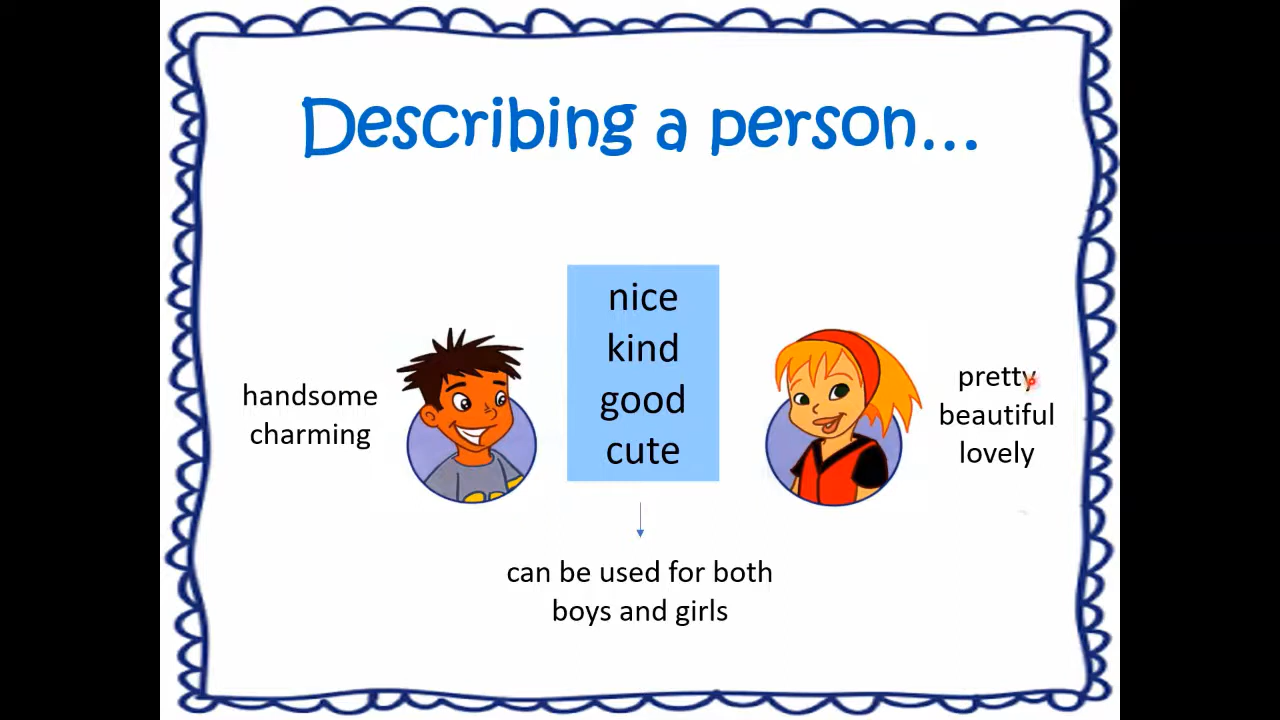 Describing a person...
handsome
charming
nice
kind
good
cute
pretty
beautiful
lovely
can be used for both
boys and girls